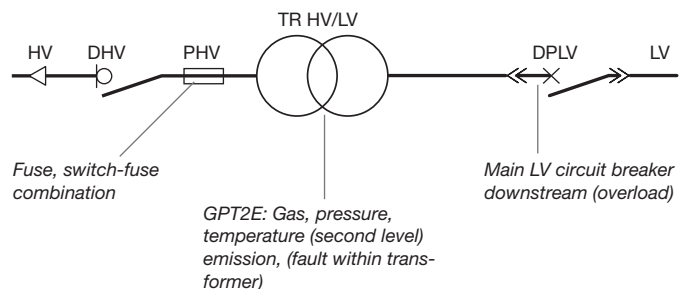 TR HV/LV
HV
DHV
PHV
DPLV
LV
Fuse, switch-fuse
combination
Main LV circuit breaker
downstream (overload)
GPT2E: Gas, pressure,
temperature (second level)
emission, (fault within trans-
former)